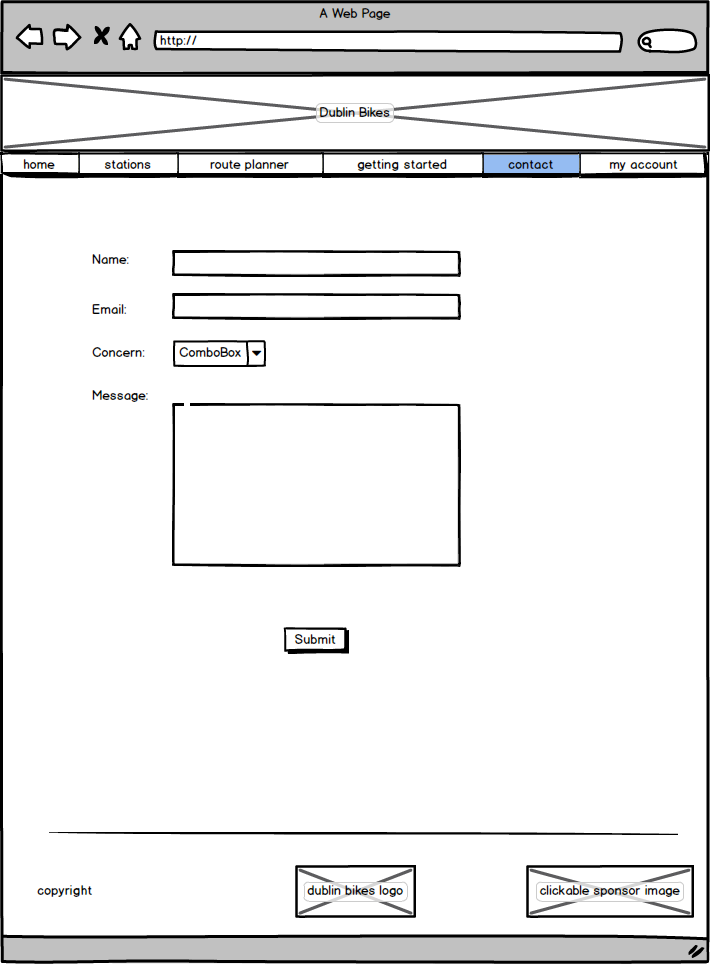 A Web Page
http://
Dublin Bikes
home stations route planner getting started contact my account
Name:
Email:
Concern: ComboBox
Message:
Submit
copyright dublin bikes logo clickable sponsor image